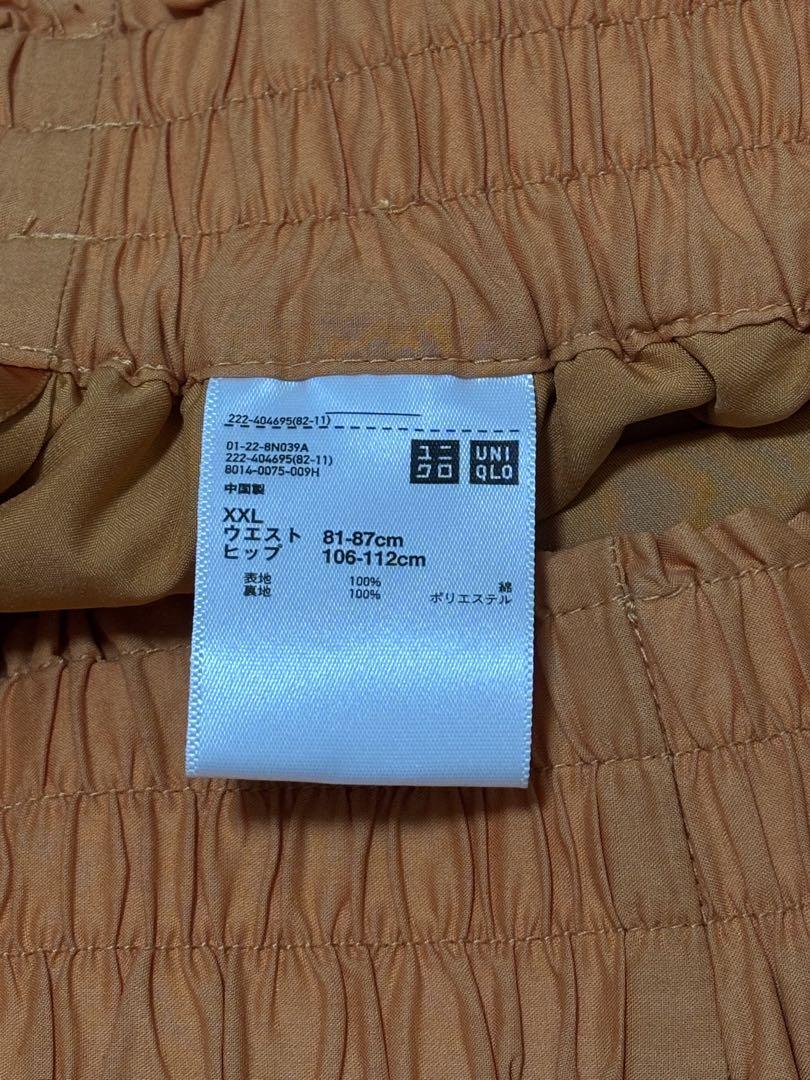 222-404695(82-11)
01-22-8N039A
222-404695(82-11)
8014-0075-009H
中国製
ユニクロ
UNIQLO
XXL
ウエスト 81-87cm
ヒップ 106-112cm
表地 100% 綿
裏地 100% ポリエステル